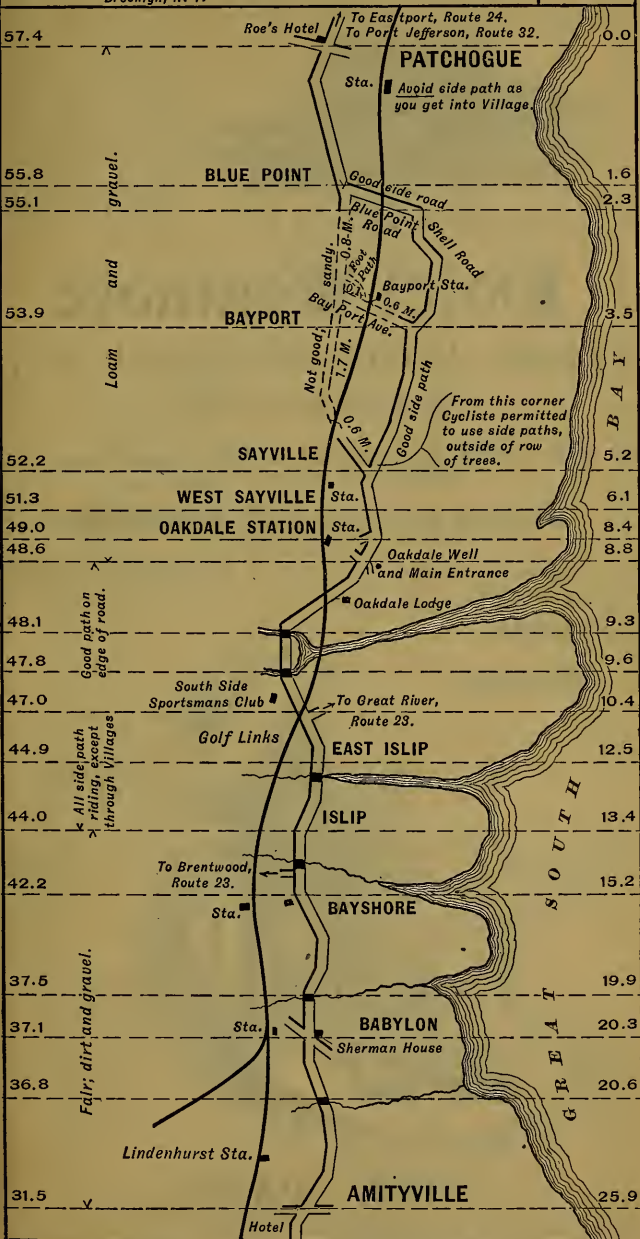 Brooklyn, N. Y.
To Eastport, Route 24.
Roe's Hotel
To Port Jefferson, Route 32.
57.4
0.0
PATCHOGUE
Sta.
Avoid side path as
you get into Village.
BLUE POINT
55.8
1.6
Good side road
55.1
2.3
Blue Point
Road
Shell Road
gravel.
and
Loam
Not good; sandy.
0.8 M.
Foot
Path
0.1
Bayport Sta.
0.6 M.
Bay Port Ave.
BAYPORT
53.9
3.5
1.7 M.
Good side path
From this corner
Cycliste permitted
to use side paths,
outside of row
of trees.
0.6 M.
SAYVILLE
52.2
5.2
WEST SAYVILLE
Sta.
51.3
6.1
OAKDALE STATION
Sta.
49.0
8.4
48.6
8.8
Oakdale Well
and Main Entrance
Oakdale Lodge
Good path on
edge of road.
48.1
9.3
47.8
9.6
South Side
Sportsmans Club
To Great River,
Route 23.
47.0
10.4
Golf Links
EAST ISLIP
44.9
12.5
< All side path
riding, except
through Villages >
ISLIP
44.0
13.4
To Brentwood,
Route 23.
42.2
15.2
Sta.
BAYSHORE
37.5
19.9
Sta.
BABYLON
37.1
20.3
Sherman House
36.8
20.6
Fair; dirt and gravel.
Lindenhurst Sta.
AMITYVILLE
31.5
25.9
Hotel
GREAT SOUTH BAY